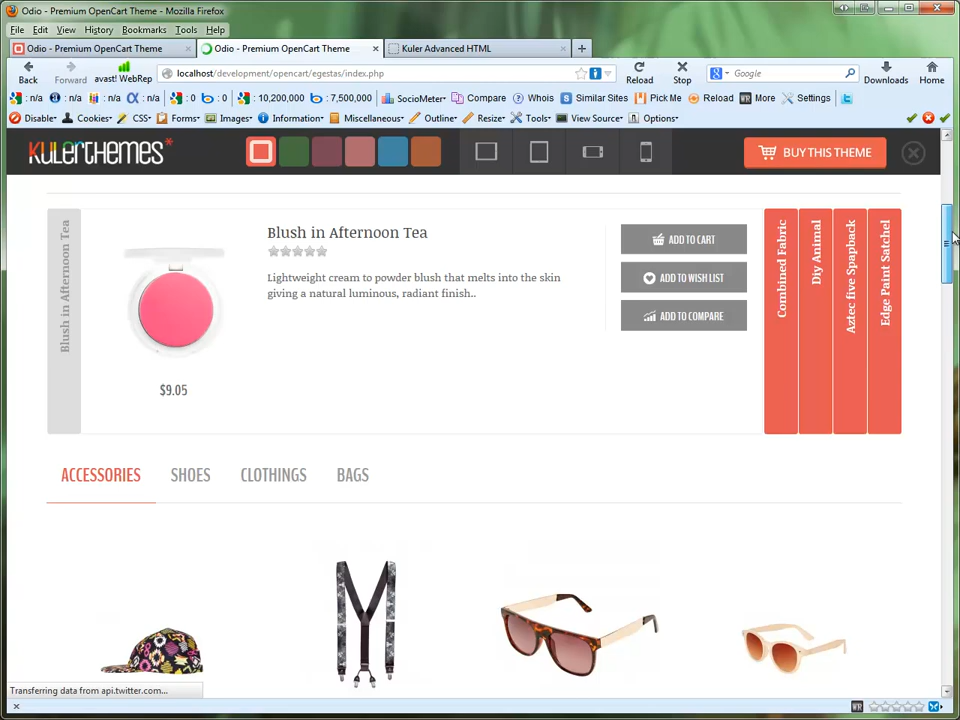 Odio - Premium OpenCart Theme - Mozilla Firefox
File Edit View History Bookmarks Tools Help
Odio - Premium OpenCart Theme × Odio - Premium OpenCart Theme × Kuler Advanced HTML × +
Back Forward avast! WebRep localhost/development/opencart/egestas/index.php Reload Stop Google Downloads Home
: n/a : n/a : n/a : n/a : 0 : 0 : 10,200,000 : 7,500,000 SocioMeter Compare Whois Similar Sites Pick Me Reload More Settings
Disable Cookies CSS Forms Images Information Miscellaneous Outline Resize Tools View Source Options
KULERTHEMES* BUY THIS THEME
Blush in Afternoon Tea
Blush in Afternoon Tea
Lightweight cream to powder blush that melts into the skin
giving a natural luminous, radiant finish..
$9.05
ADD TO CART
ADD TO WISH LIST
ADD TO COMPARE
Combined Fabric
Diy Animal
Aztec five Spapback
Edge Paint Satchel
ACCESSORIES SHOES CLOTHINGS BAGS
Transferring data from api.twitter.com...
× WR